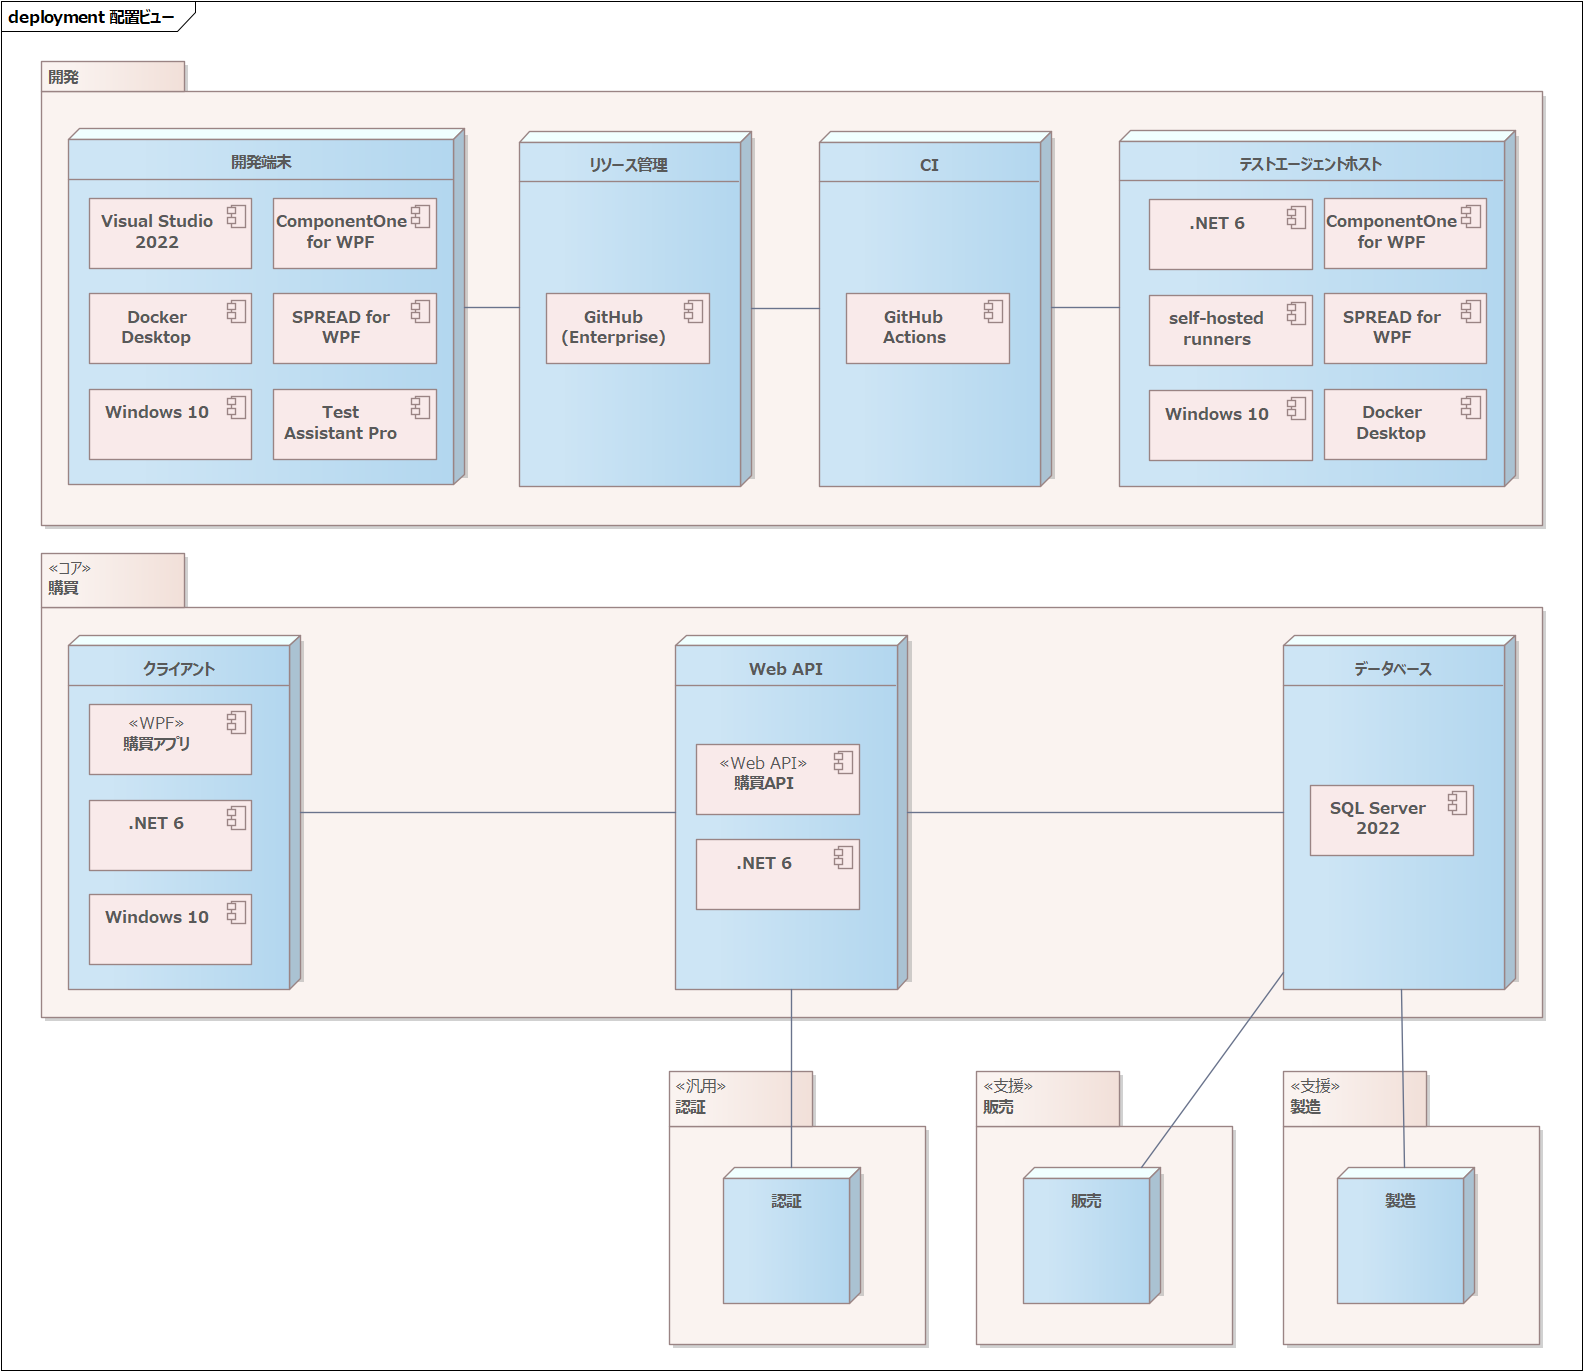 deployment 配置ビュー
開発
開発端末
Visual Studio
2022
ComponentOne
for WPF
Docker
Desktop
SPREAD for
WPF
Windows 10
Test
Assistant Pro
リソース管理
GitHub
(Enterprise)
CI
GitHub
Actions
テストエージェントホスト
.NET 6
ComponentOne
for WPF
self-hosted
runners
SPREAD for
WPF
Windows 10
Docker
Desktop
«コア»
購買
クライアント
«WPF»
購買アプリ
.NET 6
Windows 10
Web API
«Web API»
購買API
.NET 6
データベース
SQL Server
2022
«汎用»
認証
認証
«支援»
販売
販売
«支援»
製造
製造